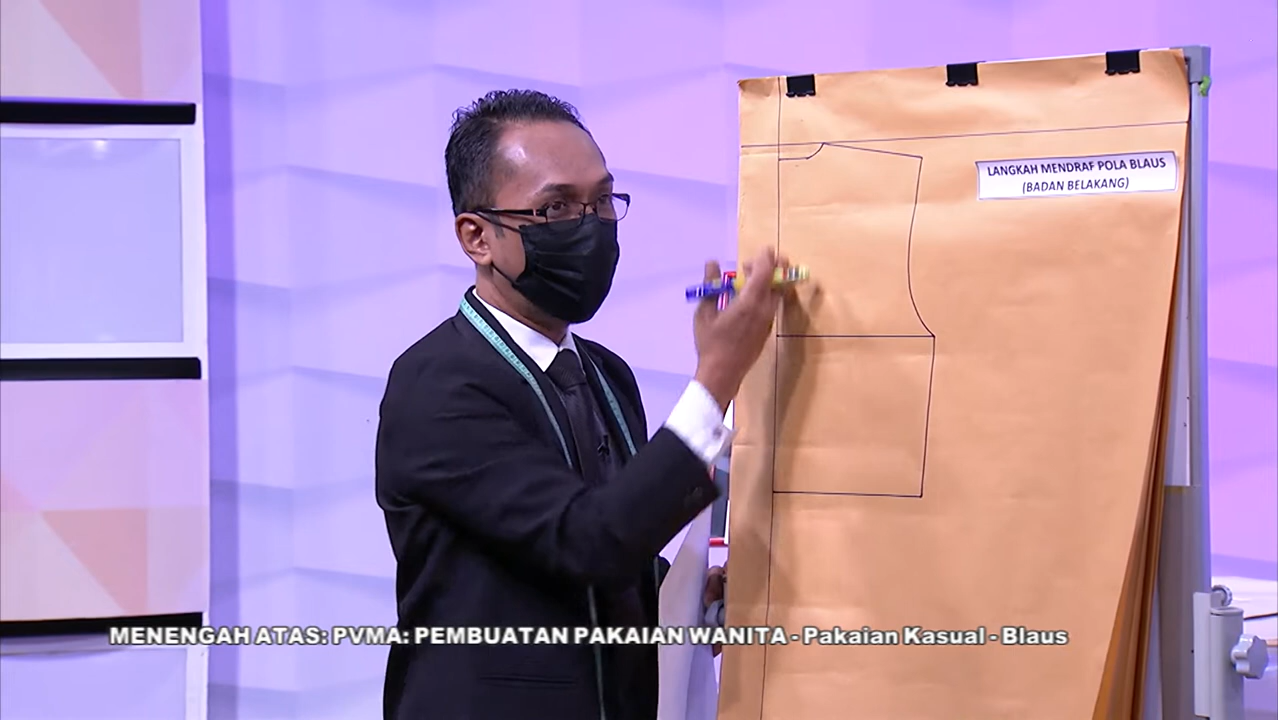 LANGKAH MENDRAF POLA BLAUS
(BADAN BELAKANG)
MENENGAH ATAS: PVMA: PEMBUATAN PAKAIAN WANITA - Pakaian Kasual - Blaus